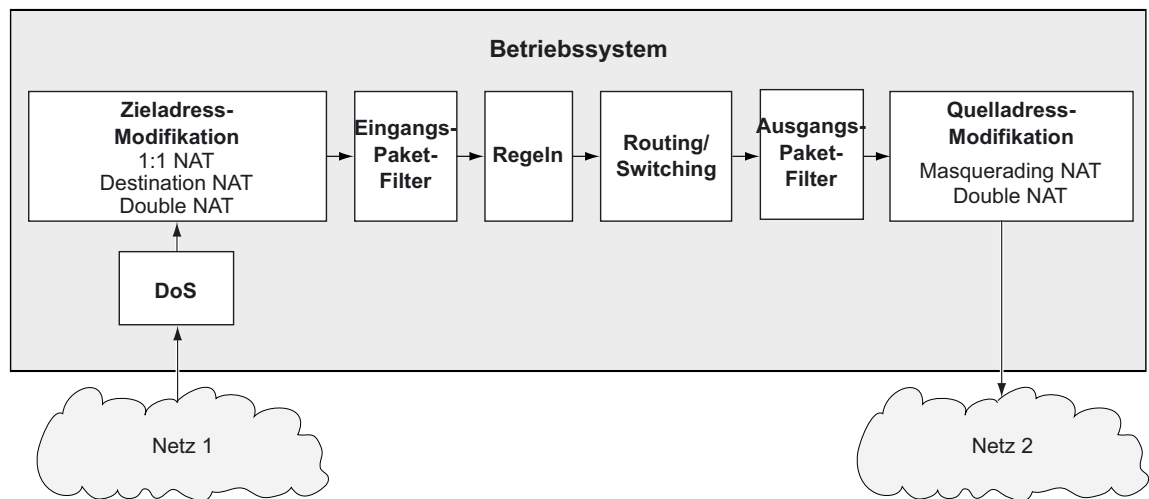 Betriebssystem
Zieladress-
Modifikation
1:1 NAT
Destination NAT
Double NAT
Eingangs-
Paket-
Filter
Regeln
Routing/
Switching
Ausgangs-
Paket-
Filter
Quelladress-
Modifikation
Masquerading NAT
Double NAT
DoS
Netz 1
Netz 2